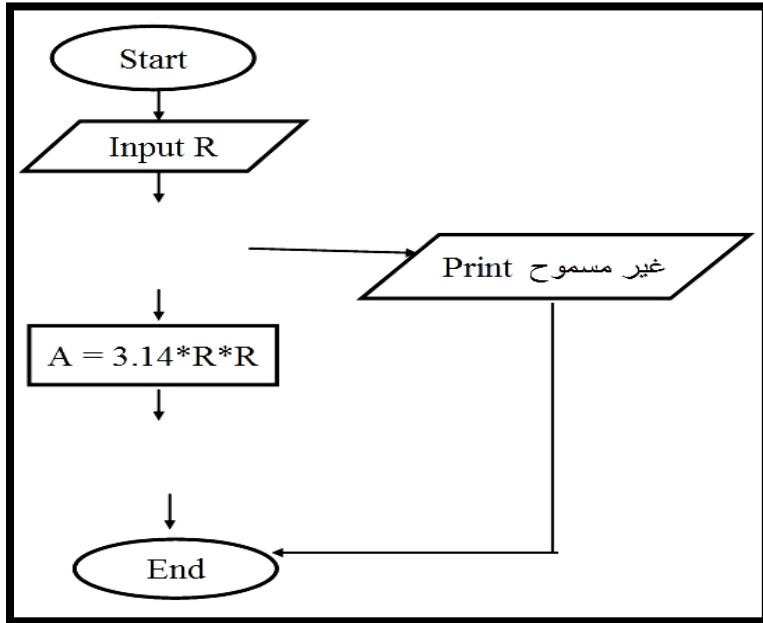 Start
Input R
Print غير مسموح
A = 3.14*R*R
End